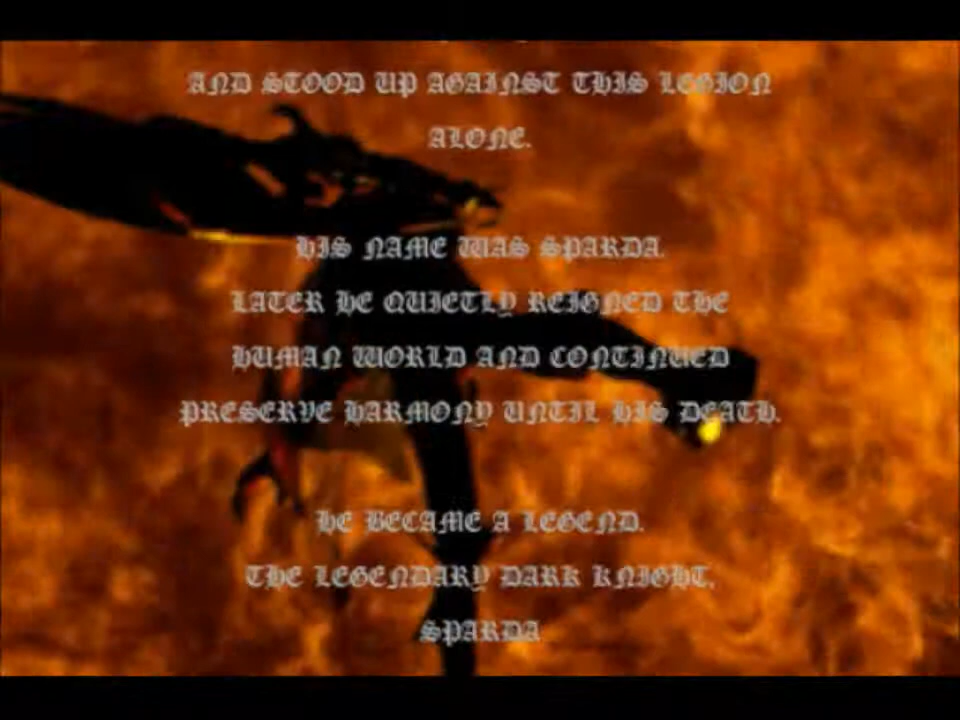 AND STOOD UP AGAINST THIS LEGION
ALONE.
HIS NAME WAS SPARDA.
LATER HE QUIETLY REIGNED THE
HUMAN WORLD AND CONTINUED
PRESERVE HARMONY UNTIL HIS DEATH.
HE BECAME A LEGEND.
THE LEGENDARY DARK KNIGHT,
SPARDA